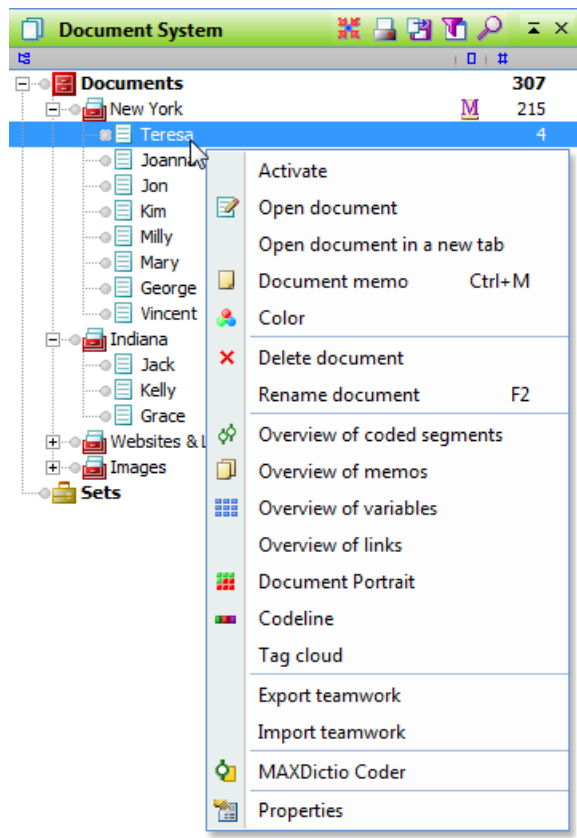 Document System
#
Documents 307
New York M 215
Teresa 4
Joanna
Jon
Kim
Milly
Mary
George
Vincent
Indiana
Jack
Kelly
Grace
Websites & L
Images
Sets
Activate
Open document
Open document in a new tab
Document memo Ctrl+M
Color
Delete document
Rename document F2
Overview of coded segments
Overview of memos
Overview of variables
Overview of links
Document Portrait
Codeline
Tag cloud
Export teamwork
Import teamwork
MAXDictio Coder
Properties